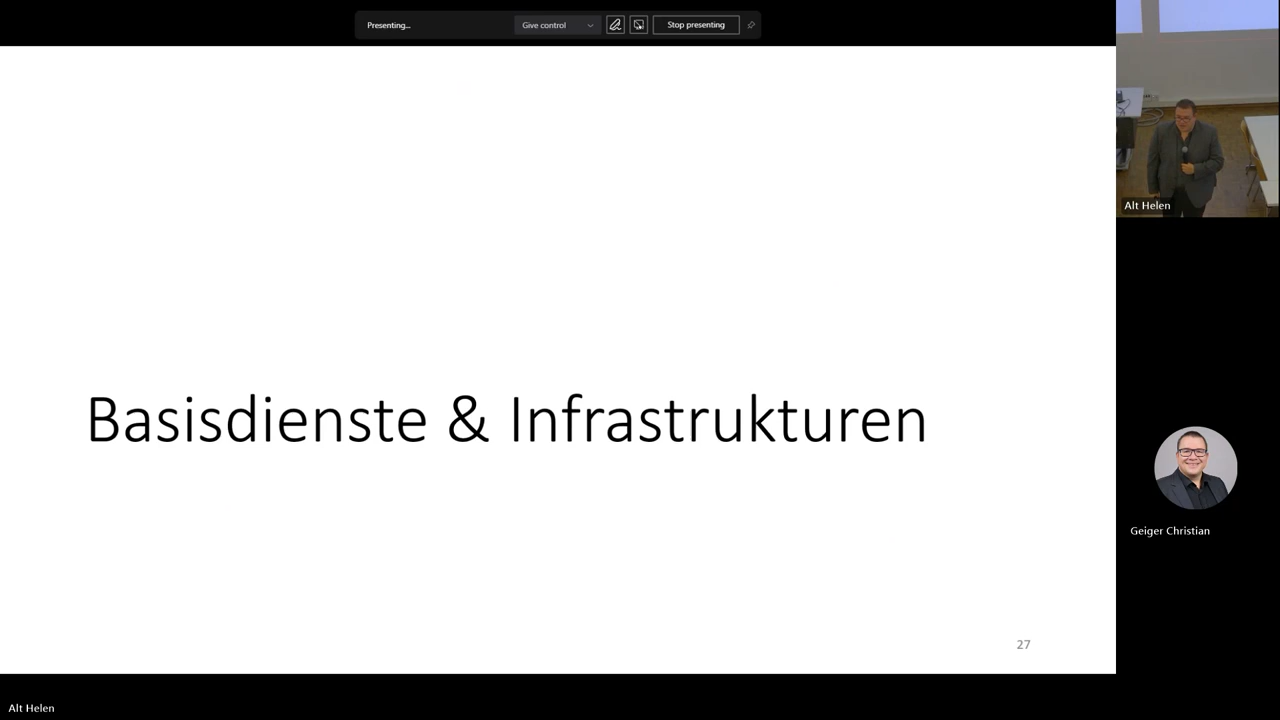 Presenting...
Give control
Stop presenting
Alt Helen
Basisdienste & Infrastrukturen
Geiger Christian
27
Alt Helen